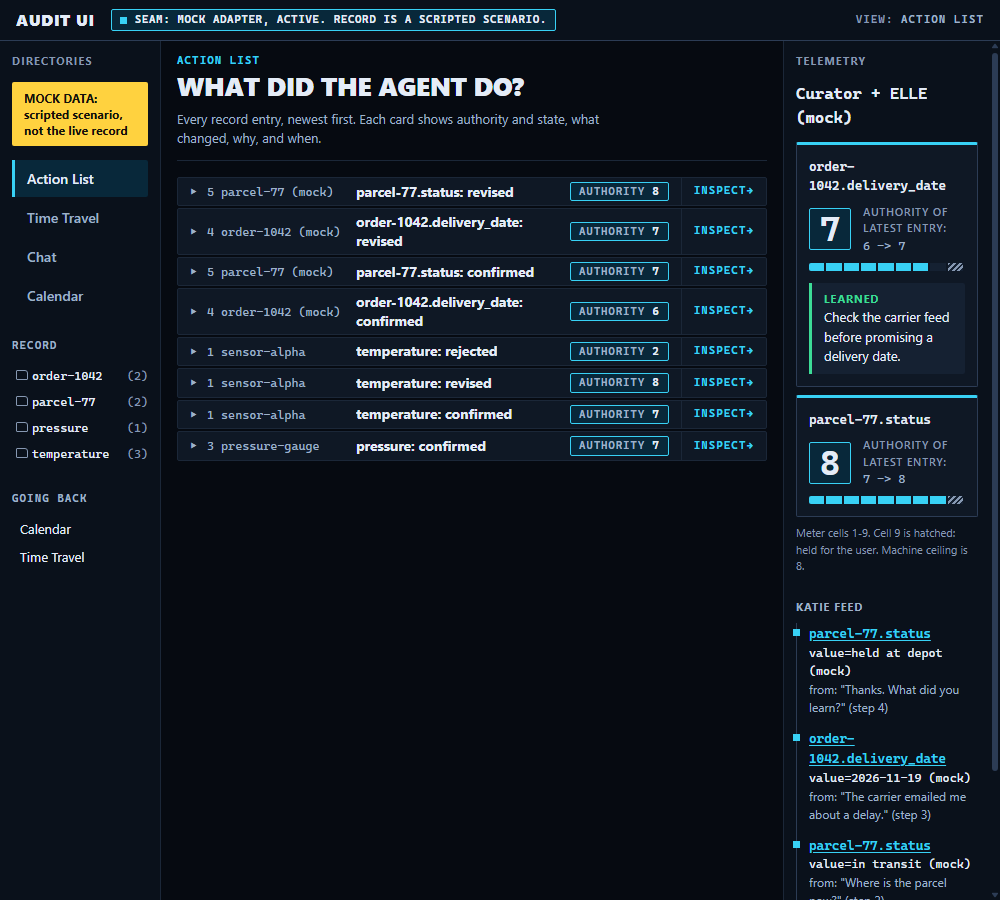 AUDIT UI
SEAM: MOCK ADAPTER, ACTIVE. RECORD IS A SCRIPTED SCENARIO.
VIEW: ACTION LIST
DIRECTORIES
MOCK DATA:
scripted scenario,
not the live record
Action List
Time Travel
Chat
Calendar
RECORD
order-1042 (2)
parcel-77 (2)
pressure (1)
temperature (3)
GOING BACK
Calendar
Time Travel
ACTION LIST
WHAT DID THE AGENT DO?
Every record entry, newest first. Each card shows authority and state, what
changed, why, and when.
5 parcel-77 (mock) parcel-77.status: revised AUTHORITY 8 INSPECT→
4 order-1042 (mock) order-1042.delivery_date:
revised AUTHORITY 7 INSPECT→
5 parcel-77 (mock) parcel-77.status: confirmed AUTHORITY 7 INSPECT→
4 order-1042 (mock) order-1042.delivery_date:
confirmed AUTHORITY 6 INSPECT→
1 sensor-alpha temperature: rejected AUTHORITY 2 INSPECT→
1 sensor-alpha temperature: revised AUTHORITY 8 INSPECT→
1 sensor-alpha temperature: confirmed AUTHORITY 7 INSPECT→
3 pressure-gauge pressure: confirmed AUTHORITY 7 INSPECT→
TELEMETRY
Curator + ELLE
(mock)
order-
1042.delivery_date
7
AUTHORITY OF
LATEST ENTRY:
6 -> 7
LEARNED
Check the carrier feed
before promising a
delivery date.
parcel-77.status
8
AUTHORITY OF
LATEST ENTRY:
7 -> 8
Meter cells 1-9. Cell 9 is hatched:
held for the user. Machine ceiling is
8.
KATIE FEED
parcel-77.status
value=held at depot
(mock)
from: "Thanks. What did you
learn?" (step 4)
order-
1042.delivery_date
value=2026-11-19 (mock)
from: "The carrier emailed me
about a delay." (step 3)
parcel-77.status
value=in transit (mock)
from: "Where is the parcel